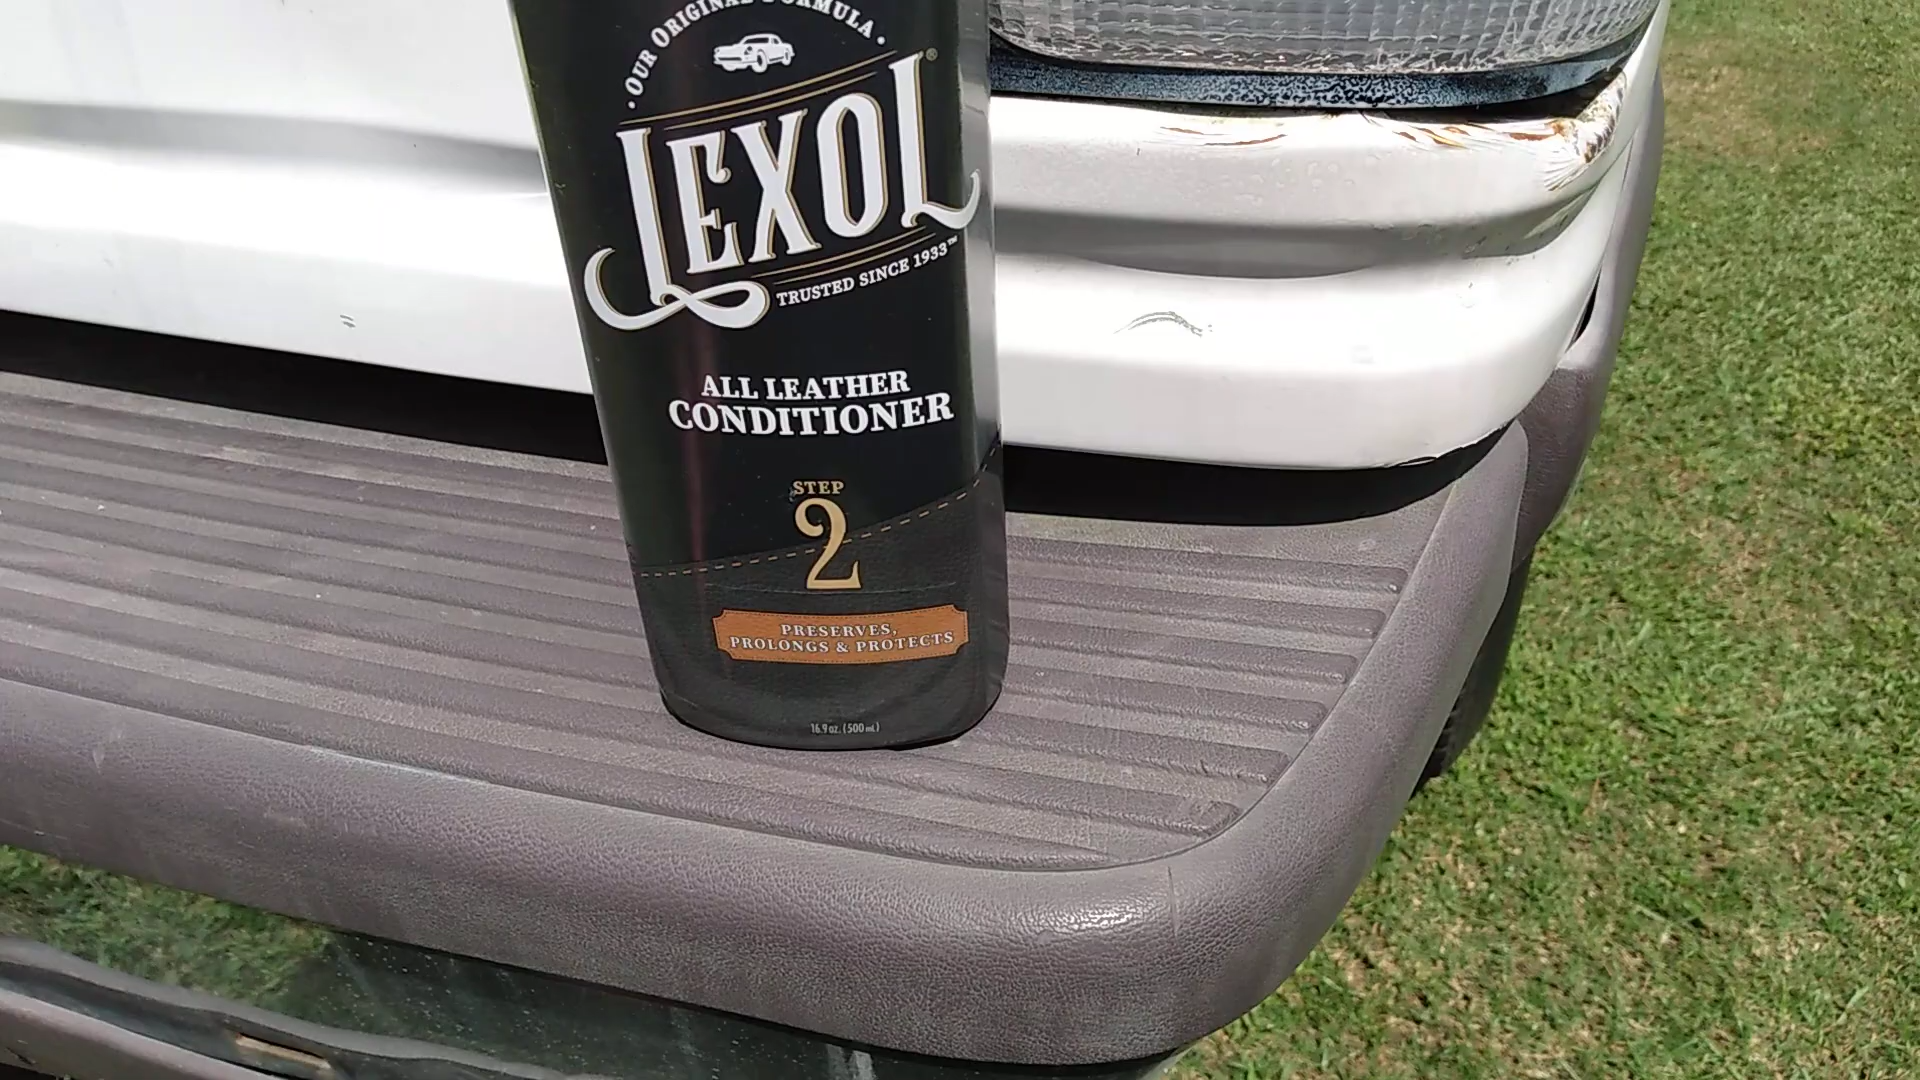 · OUR ORIGINAL FORMULA ·
LEXOL®
TRUSTED SINCE 1933™
ALL LEATHER
CONDITIONER
STEP
2
PRESERVES,
PROLONGS & PROTECTS
16.9 oz. (500 mL)